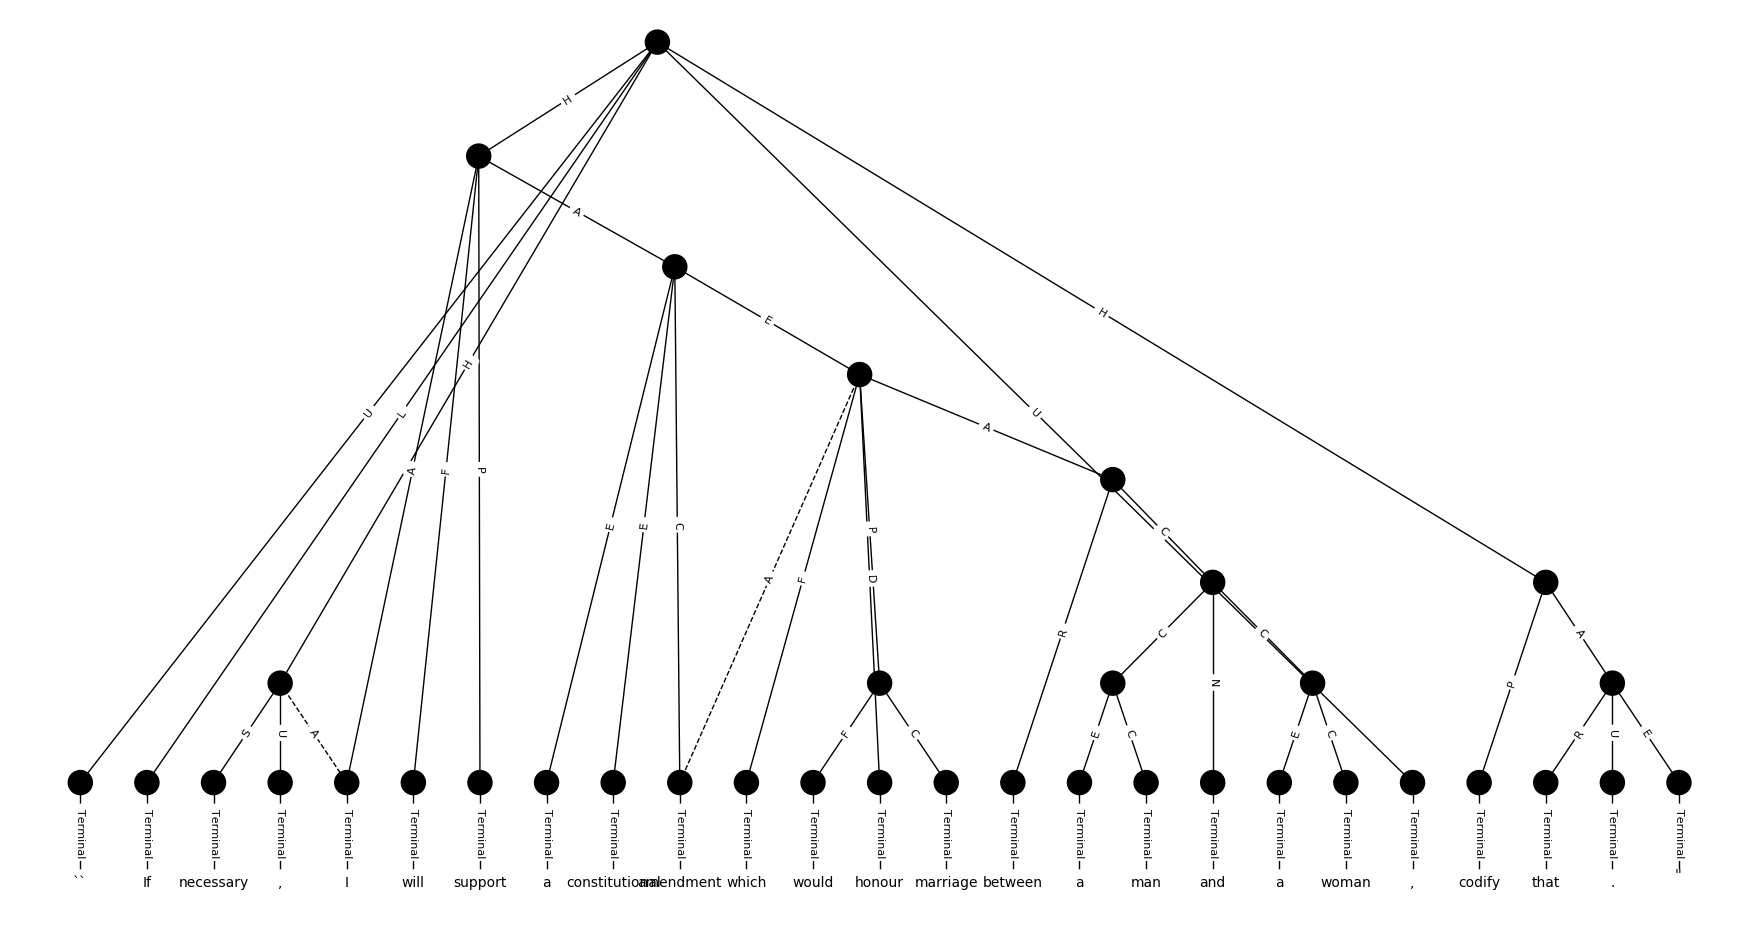 H
A
E
H
H
U
L
U
A
A
F
P
E
E
C
P
C
A
F
D
R
C
C
A
S
U
A
F
C
E
C
N
E
C
P
R
U
E
Terminal Terminal Terminal Terminal Terminal Terminal Terminal Terminal Terminal Terminal Terminal Terminal Terminal Terminal Terminal Terminal Terminal Terminal Terminal Terminal Terminal Terminal Terminal Terminal Terminal
`` If necessary , I will support a constitutional amendment which would honour marriage between a man and a woman , codify that . "